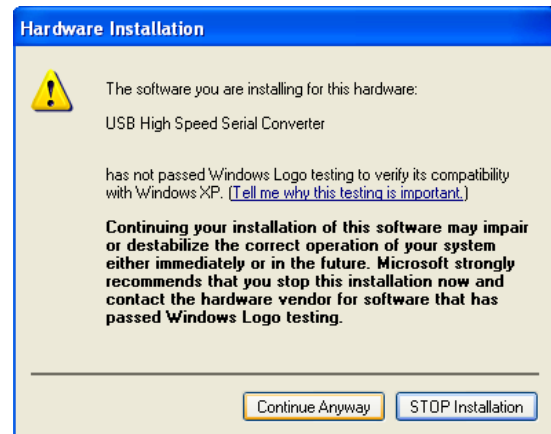 Hardware Installation
The software you are installing for this hardware:
USB High Speed Serial Converter
has not passed Windows Logo testing to verify its compatibility
with Windows XP. (Tell me why this testing is important.)
Continuing your installation of this software may impair
or destabilize the correct operation of your system
either immediately or in the future. Microsoft strongly
recommends that you stop this installation now and
contact the hardware vendor for software that has
passed Windows Logo testing.
Continue Anyway STOP Installation